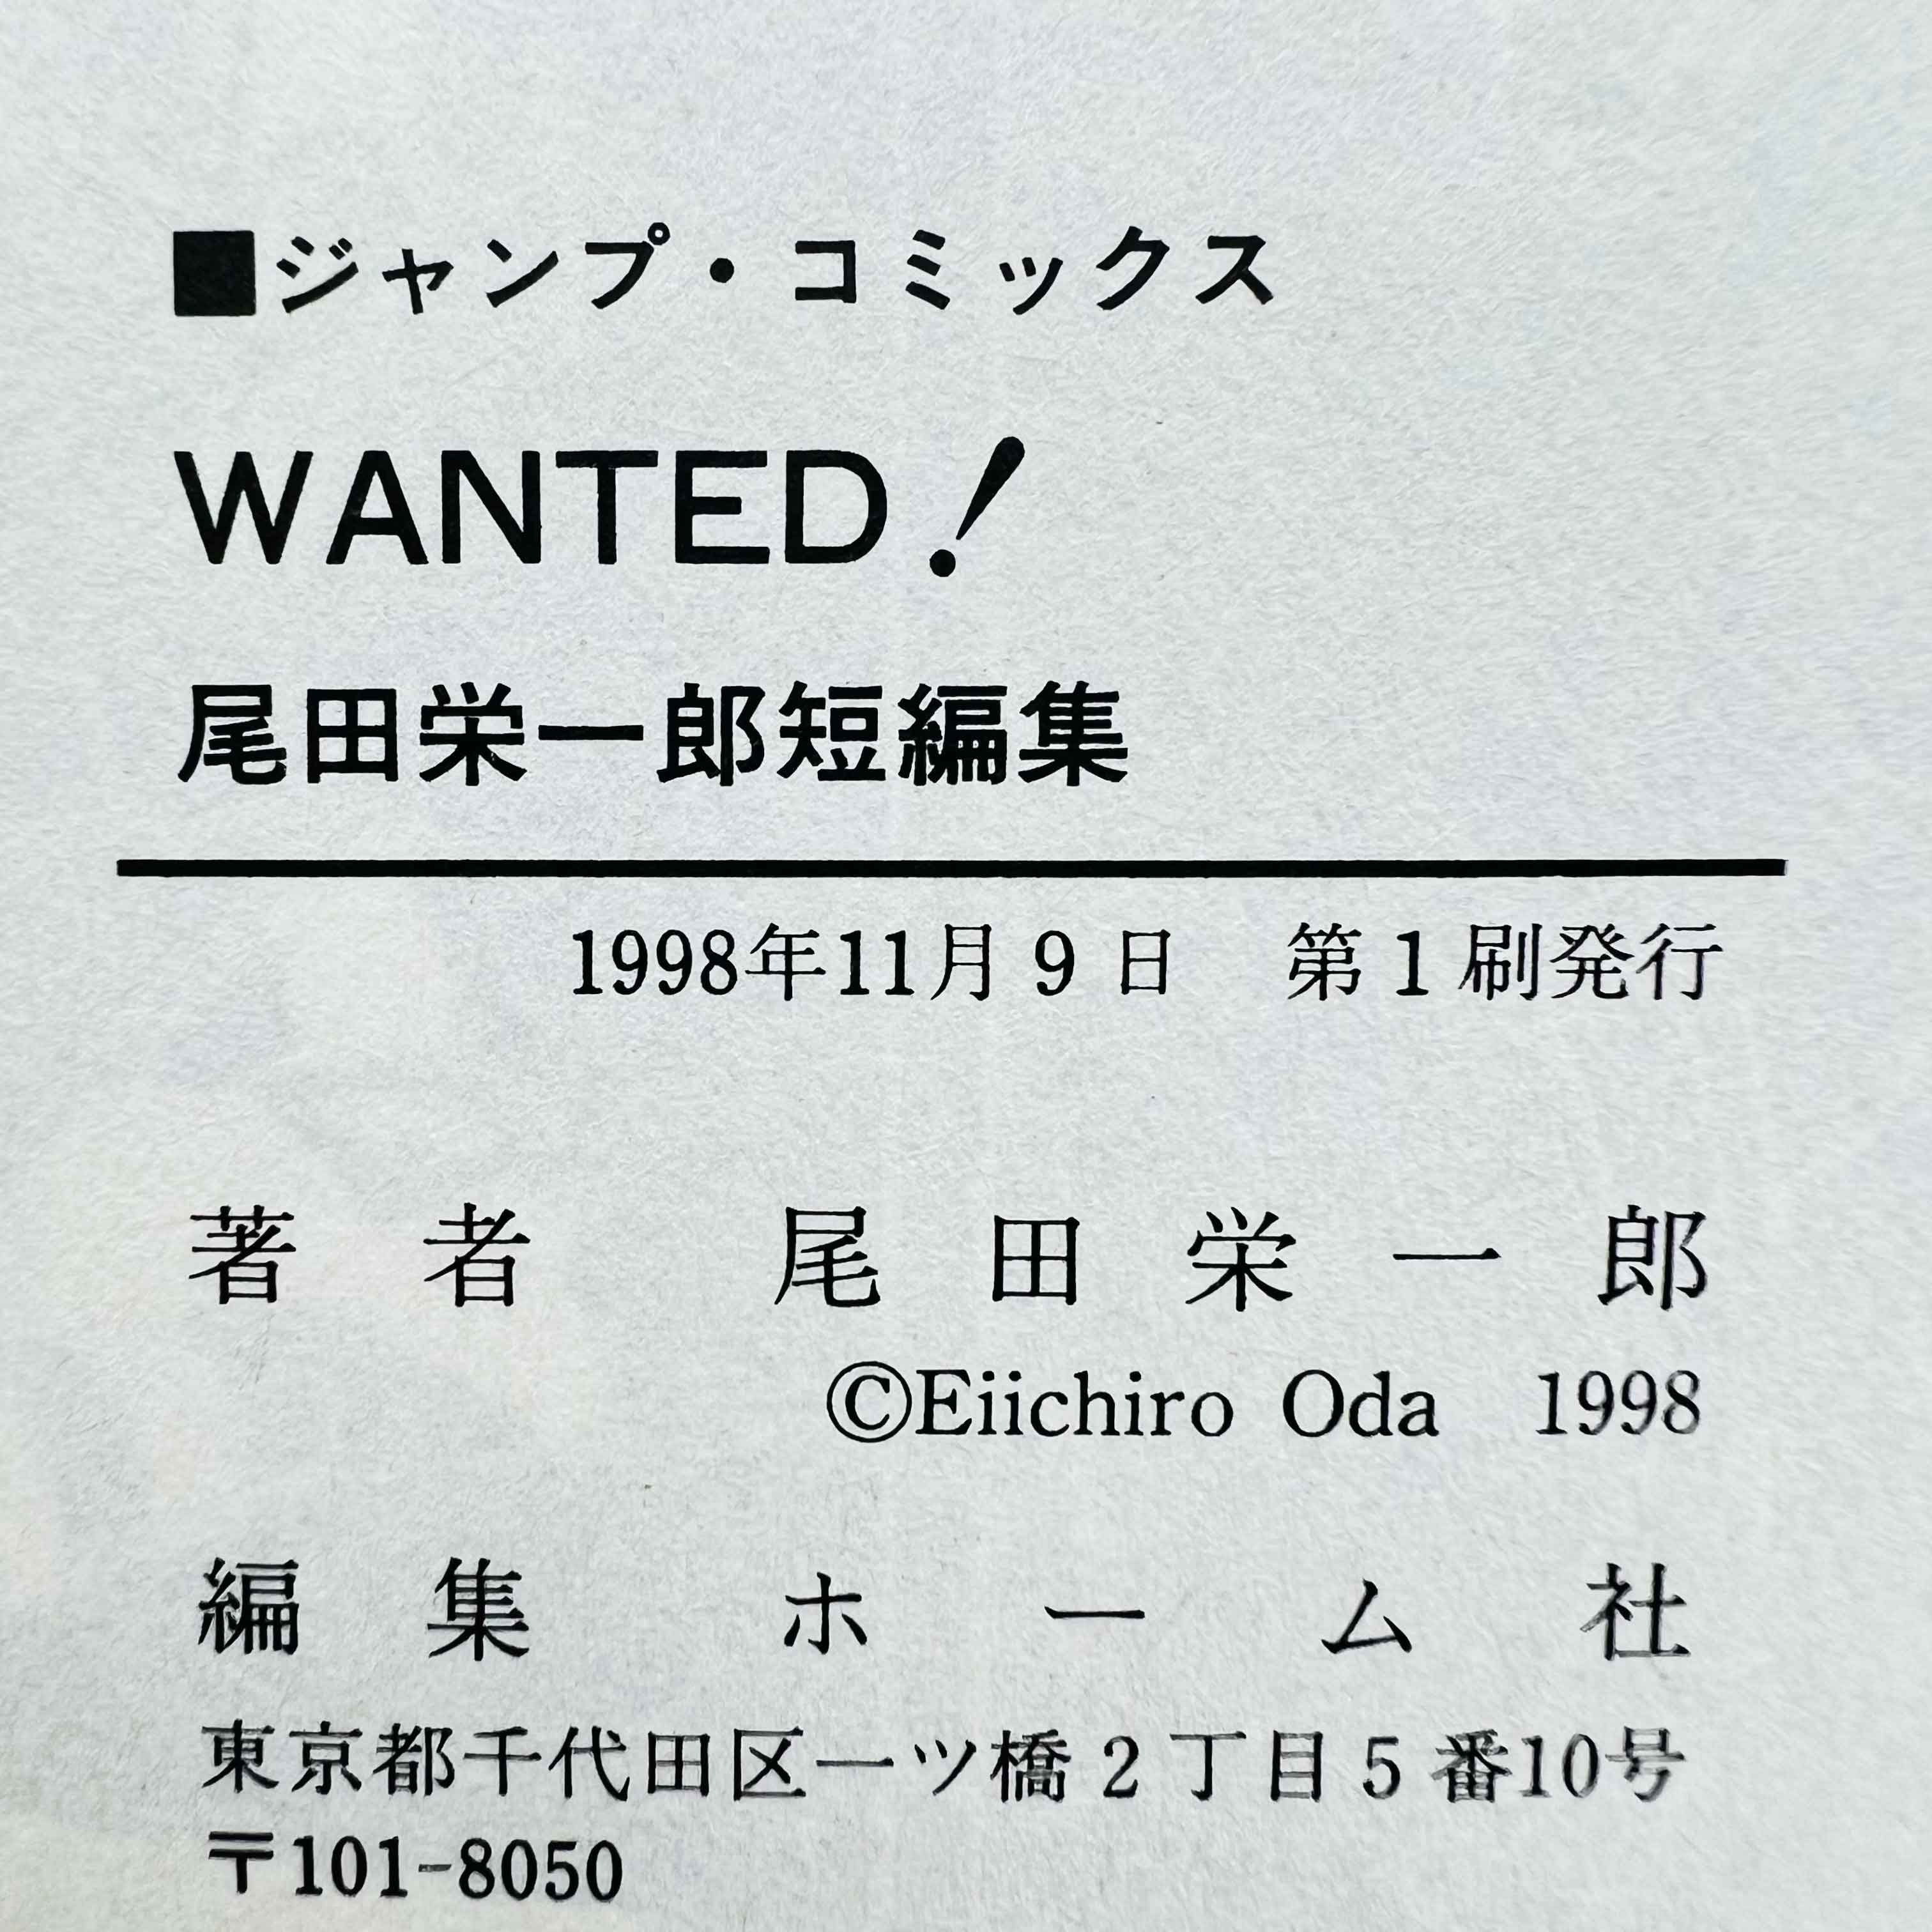 ■ジャンプ・コミックス
WANTED!
尾田栄一郎短編集
1998年11月9日　第1刷発行
著者　尾田栄一郎
©Eiichiro Oda　1998
編集　ホーム社
東京都千代田区一ツ橋2丁目5番10号
〒101-8050